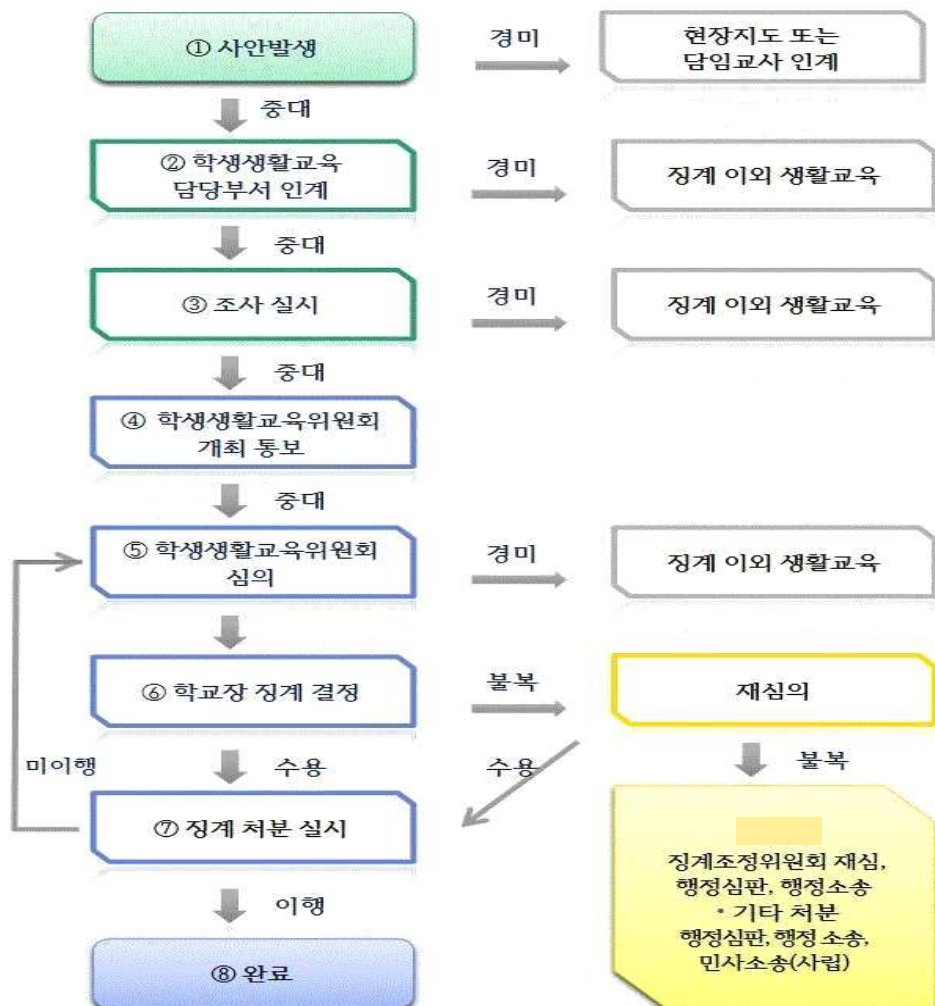 ① 사안발생
경미
현장지도 또는
담임교사 인계
중대
② 학생생활교육
담당부서 인계
경미
징계 이외 생활교육
중대
③ 조사 실시
경미
징계 이외 생활교육
중대
④ 학생생활교육위원회
개최 통보
중대
⑤ 학생생활교육위원회
심의
경미
징계 이외 생활교육
⑥ 학교장 징계 결정
불복
재심의
미이행
수용
수용
불복
⑦ 징계 처분 실시
징계조정위원회 재심,
행정심판, 행정소송
• 기타 처분
행정심판, 행정 소송,
민사소송(사립)
이행
⑧ 완료